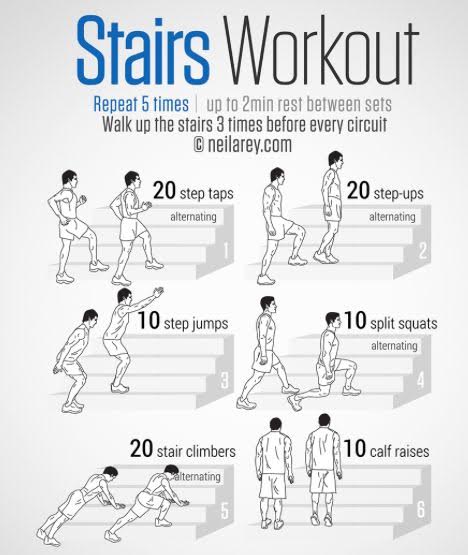 Stairs Workout
Repeat 5 times | up to 2min rest between sets
Walk up the stairs 3 times before every circuit
© neilarey.com
20 step taps
alternating
1
20 step-ups
alternating
2
10 step jumps
3
10 split squats
alternating
4
20 stair climbers
alternating
5
10 calf raises
6